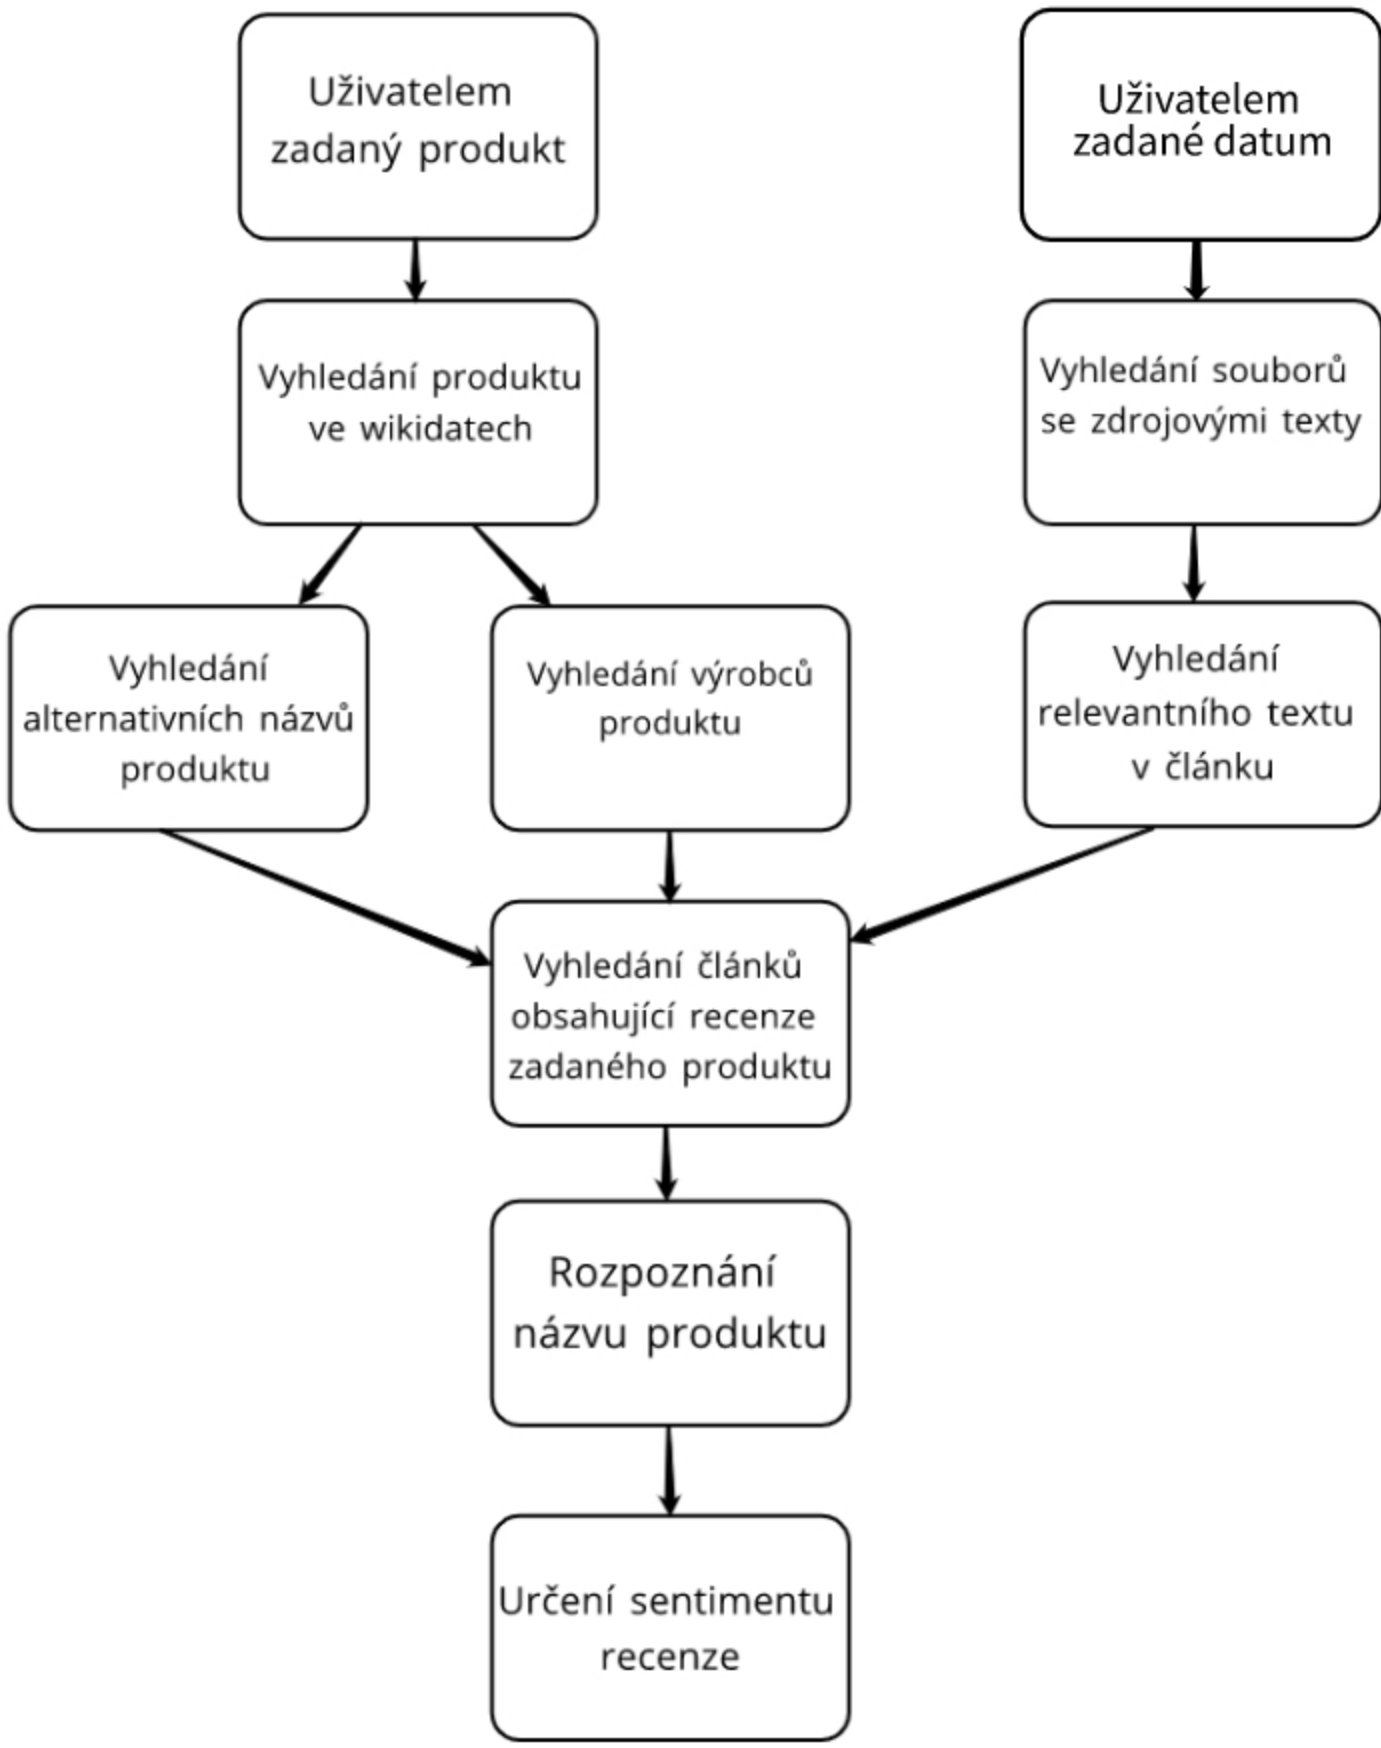 Uživatelem
zadaný produkt
Uživatelem
zadané datum
Vyhledání produktu
ve wikidatech
Vyhledání souborů
se zdrojovými texty
Vyhledání
alternativních názvů
produktu
Vyhledání výrobců
produktu
Vyhledání
relevantního textu
v článku
Vyhledání článků
obsahující recenze
zadaného produktu
Rozpoznání
názvu produktu
Určení sentimentu
recenze